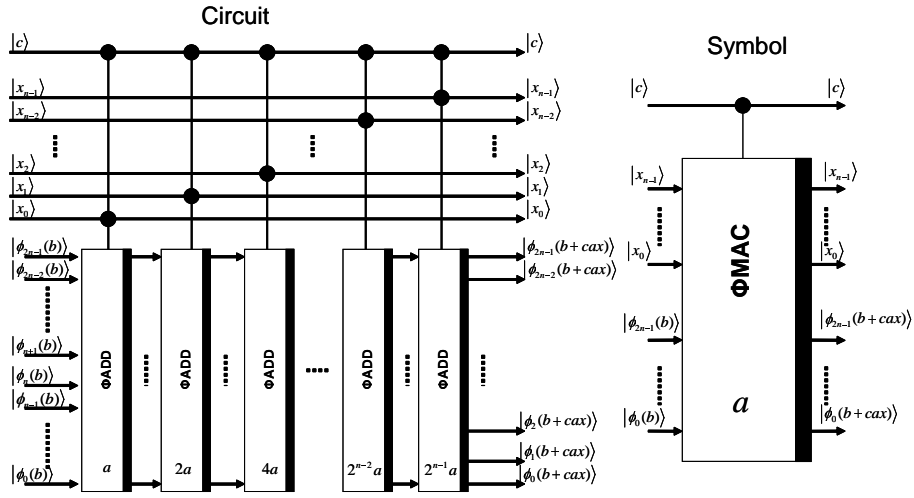 Circuit
|c⟩ |c⟩
|x_{n-1}⟩ |x_{n-1}⟩
|x_{n-2}⟩ |x_{n-2}⟩
|x_2⟩ |x_2⟩
|x_1⟩ |x_1⟩
|x_0⟩ |x_0⟩
|ϕ_{2n-1}(b)⟩ |ϕ_{2n-1}(b+cax)⟩
|ϕ_{2n-2}(b)⟩ |ϕ_{2n-2}(b+cax)⟩
|ϕ_{n+1}(b)⟩
|ϕ_n(b)⟩
|ϕ_{n-1}(b)⟩
ΦADD ΦADD ΦADD ΦADD ΦADD
|ϕ_2(b+cax)⟩
|ϕ_1(b+cax)⟩
|ϕ_0(b)⟩ a 2a 4a 2^{n-2}a 2^{n-1}a |ϕ_0(b+cax)⟩
Symbol
|c⟩ |c⟩
|x_{n-1}⟩ |x_{n-1}⟩
|x_0⟩ |x_0⟩
ΦMAC
|ϕ_{2n-1}(b)⟩ |ϕ_{2n-1}(b+cax)⟩
a
|ϕ_0(b)⟩ |ϕ_0(b+cax)⟩